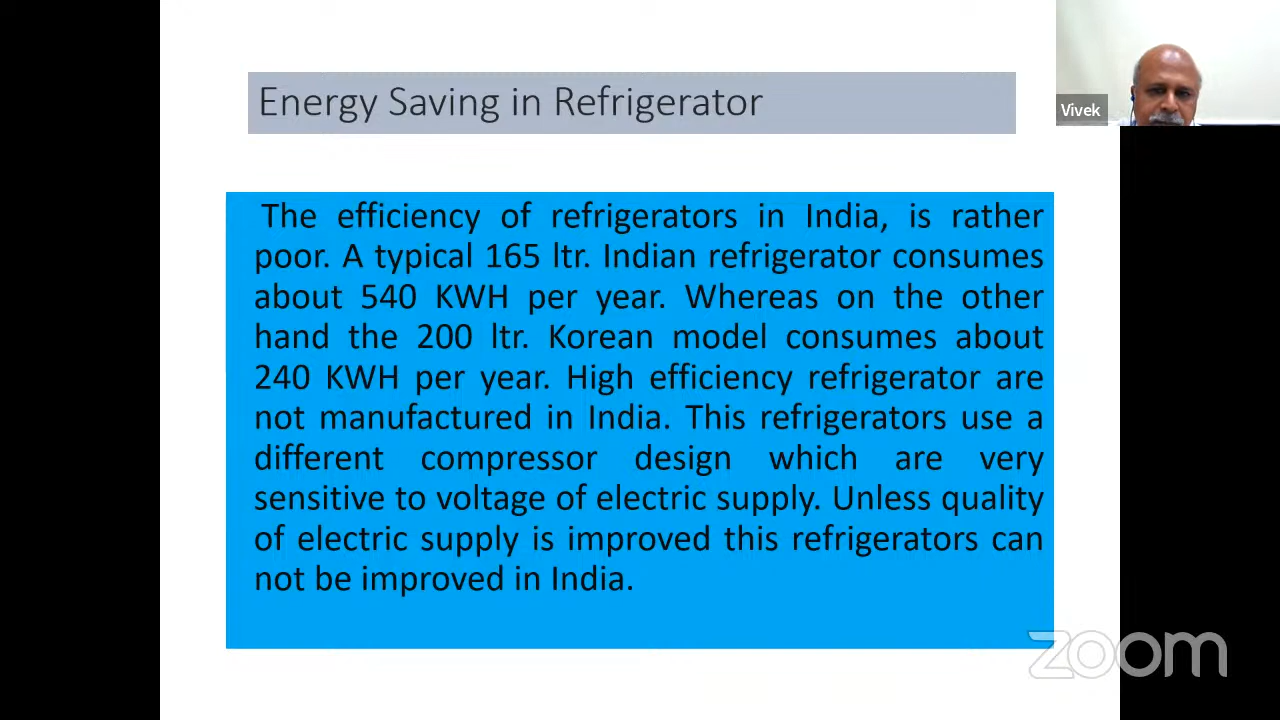 Energy Saving in Refrigerator
Vivek
The efficiency of refrigerators in India, is rather
poor. A typical 165 ltr. Indian refrigerator consumes
about 540 KWH per year. Whereas on the other
hand the 200 ltr. Korean model consumes about
240 KWH per year. High efficiency refrigerator are
not manufactured in India. This refrigerators use a
different compressor design which are very
sensitive to voltage of electric supply. Unless quality
of electric supply is improved this refrigerators can
not be improved in India.
zoom